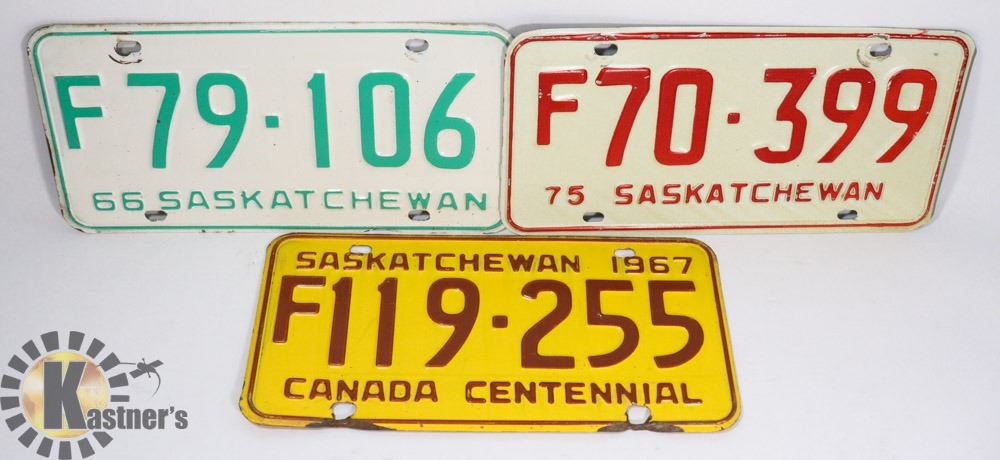 F79·106
66 SASKATCHEWAN
F70·399
75 SASKATCHEWAN
SASKATCHEWAN 1967
F119·255
CANADA CENTENNIAL
Kastner's